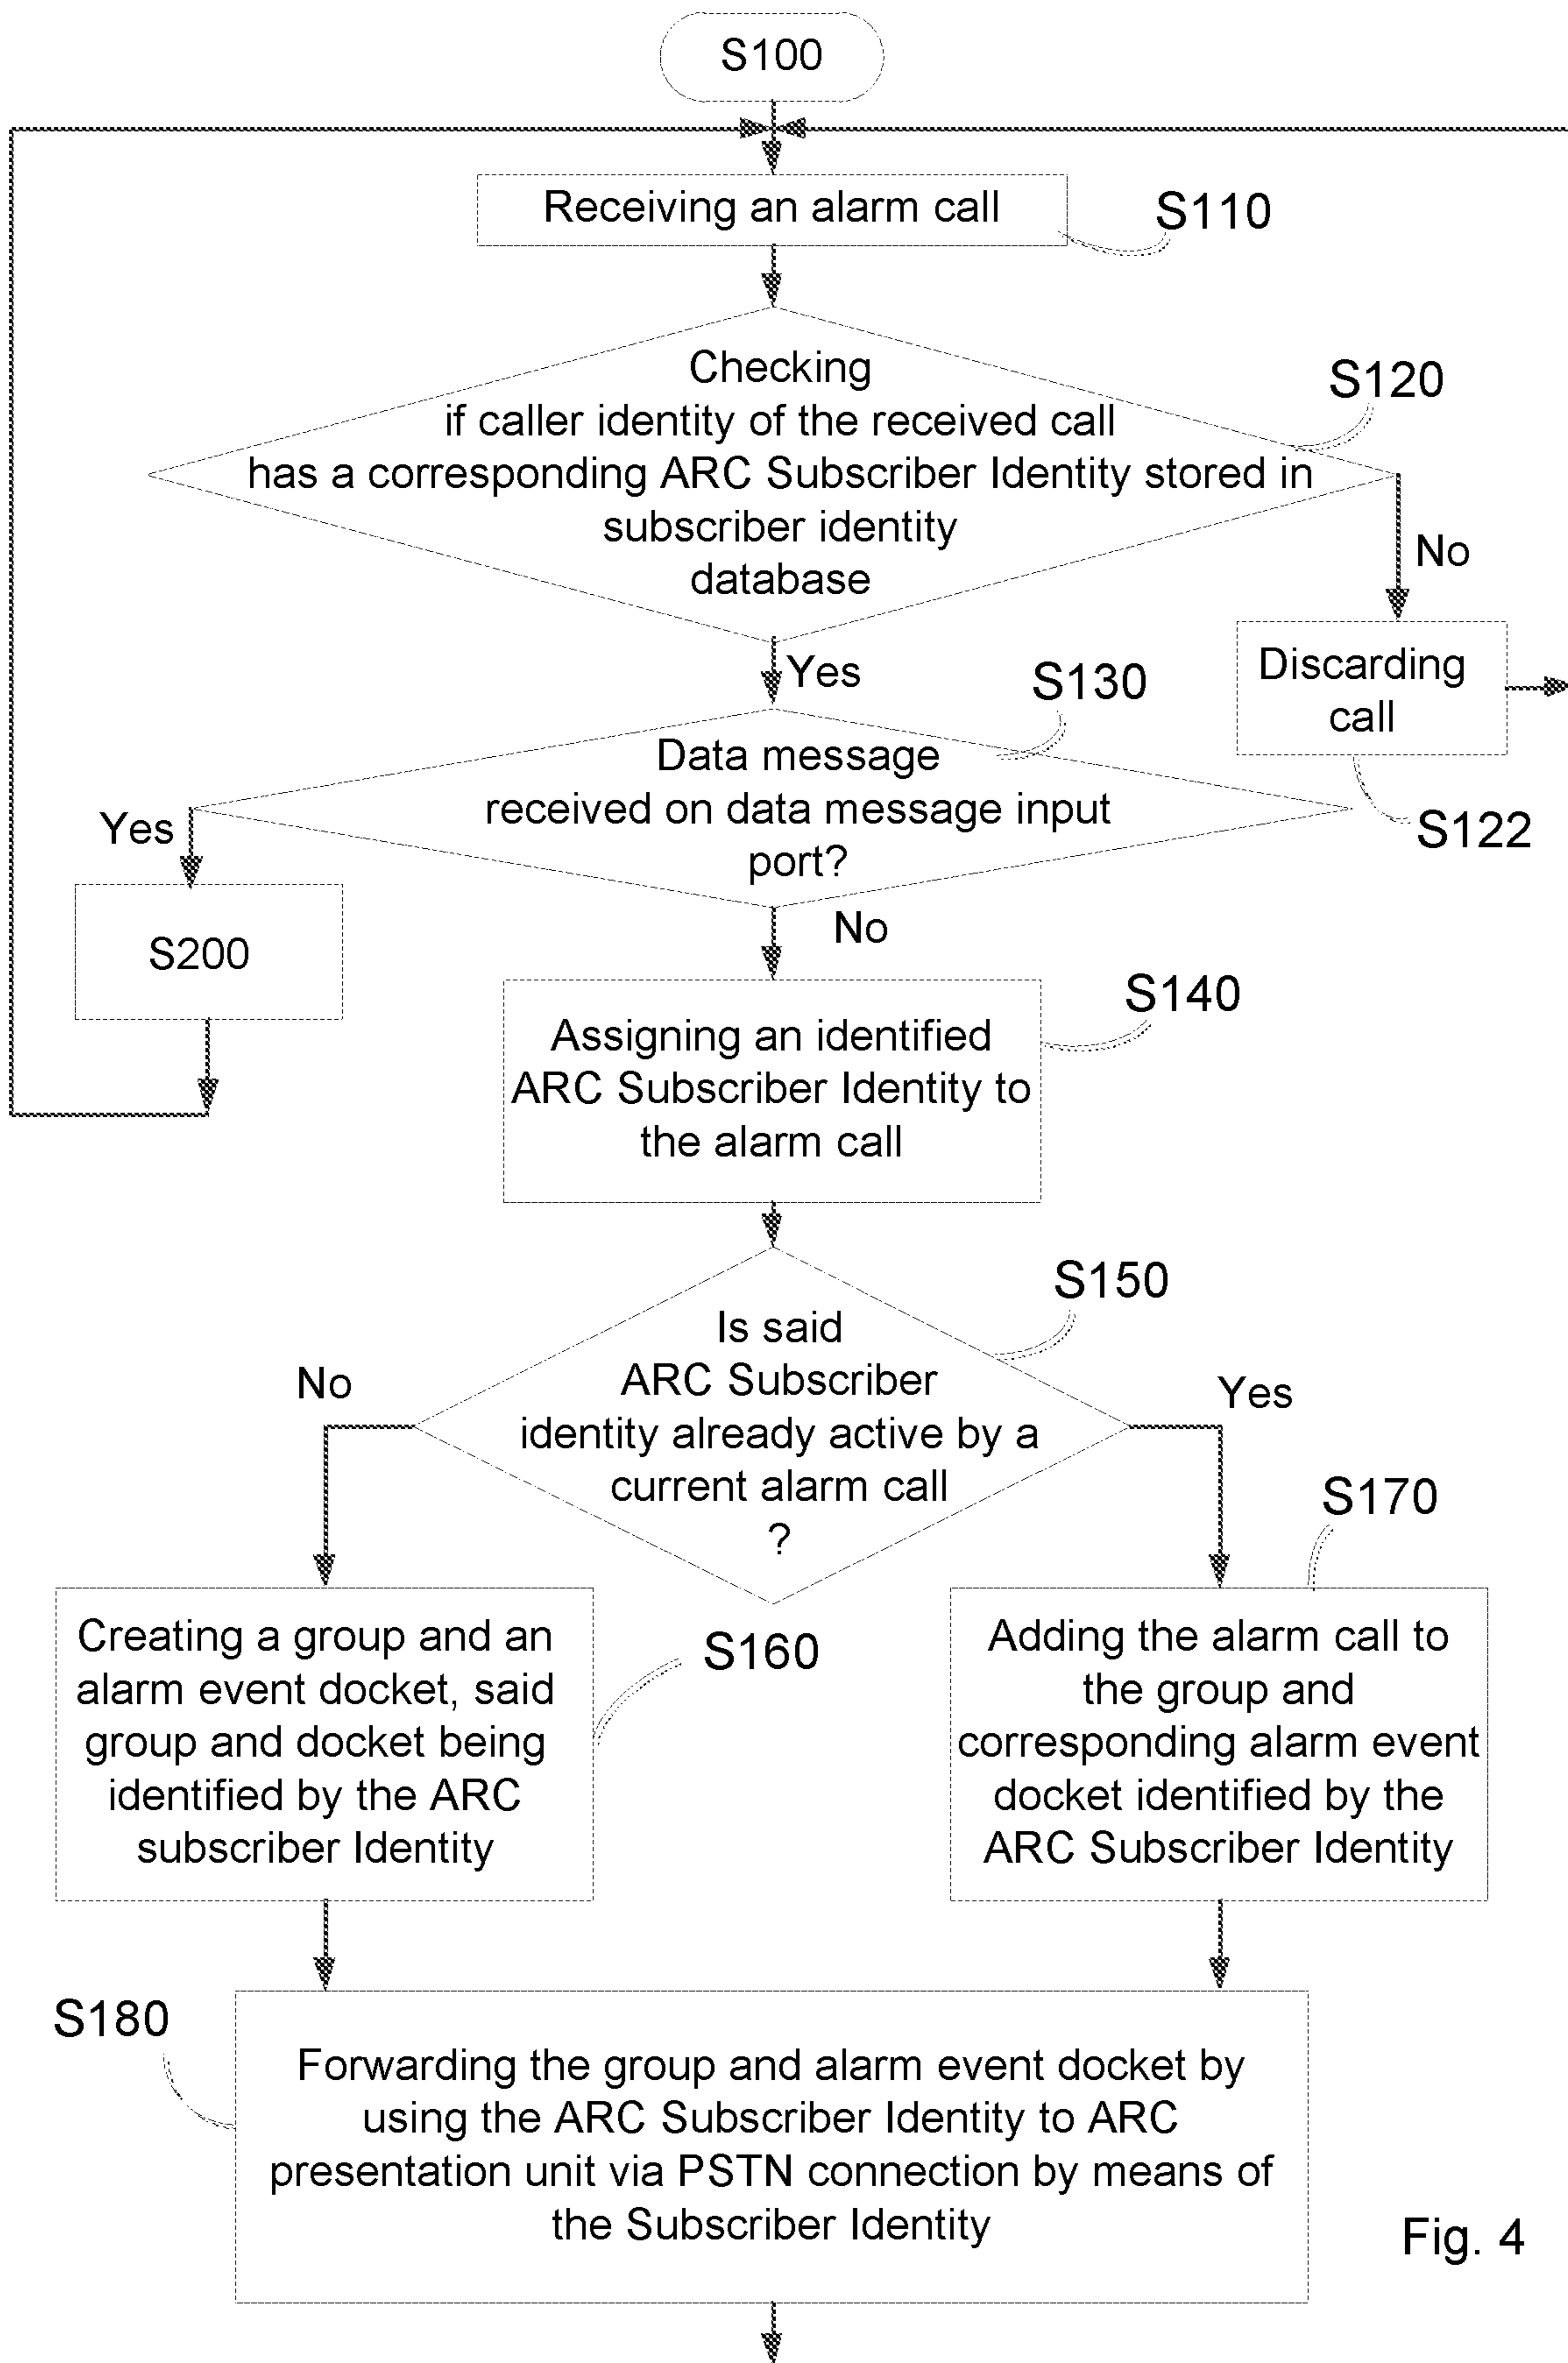 S100
Receiving an alarm call
S110
Checking
if caller identity of the received call
has a corresponding ARC Subscriber Identity stored in
subscriber identity
database
S120
No
Discarding
call
S122
Yes
S130
Data message
received on data message input
port?
Yes
S200
No
S140
Assigning an identified
ARC Subscriber Identity to
the alarm call
S150
Is said
ARC Subscriber
identity already active by a
current alarm call
?
No
Yes
S160
Creating a group and an
alarm event docket, said
group and docket being
identified by the ARC
subscriber Identity
S170
Adding the alarm call to
the group and
corresponding alarm event
docket identified by the
ARC Subscriber Identity
S180
Forwarding the group and alarm event docket by
using the ARC Subscriber Identity to ARC
presentation unit via PSTN connection by means of
the Subscriber Identity
Fig. 4